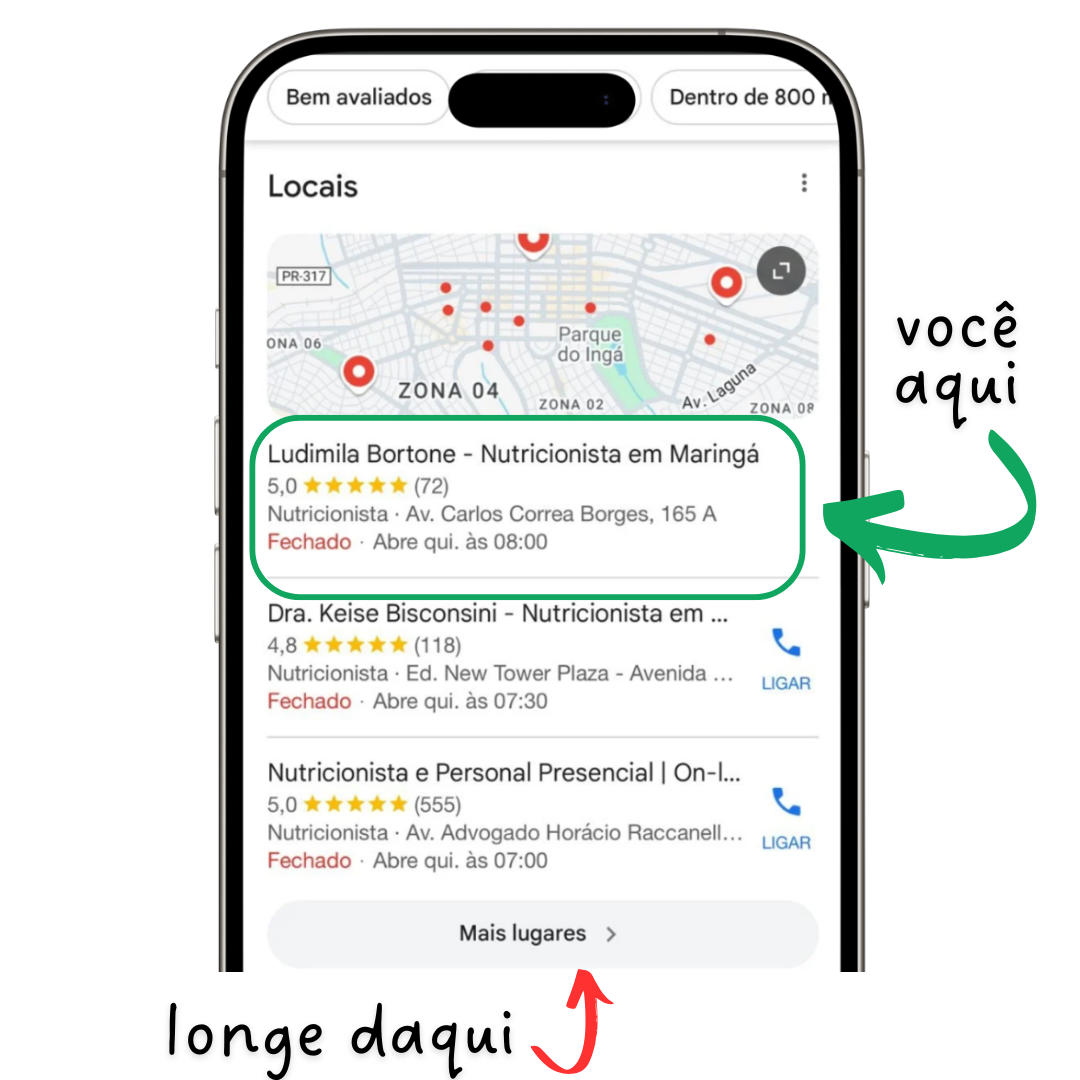 Bem avaliados
Dentro de 800
Locais
PR-317
ONA 06
Parque
do Ingá
ZONA 04
ZONA 02
Av. Laguna
ZONA 08
você
aqui
Ludimila Bortone - Nutricionista em Maringá
5,0 (72)
Nutricionista · Av. Carlos Correa Borges, 165 A
Fechado · Abre qui. às 08:00
Dra. Keise Bisconsini - Nutricionista em ...
4,8 (118)
Nutricionista · Ed. New Tower Plaza - Avenida ...
Fechado · Abre qui. às 07:30
LIGAR
Nutricionista e Personal Presencial | On-l...
5,0 (555)
Nutricionista · Av. Advogado Horácio Raccanell...
Fechado · Abre qui. às 07:00
LIGAR
Mais lugares
longe daqui